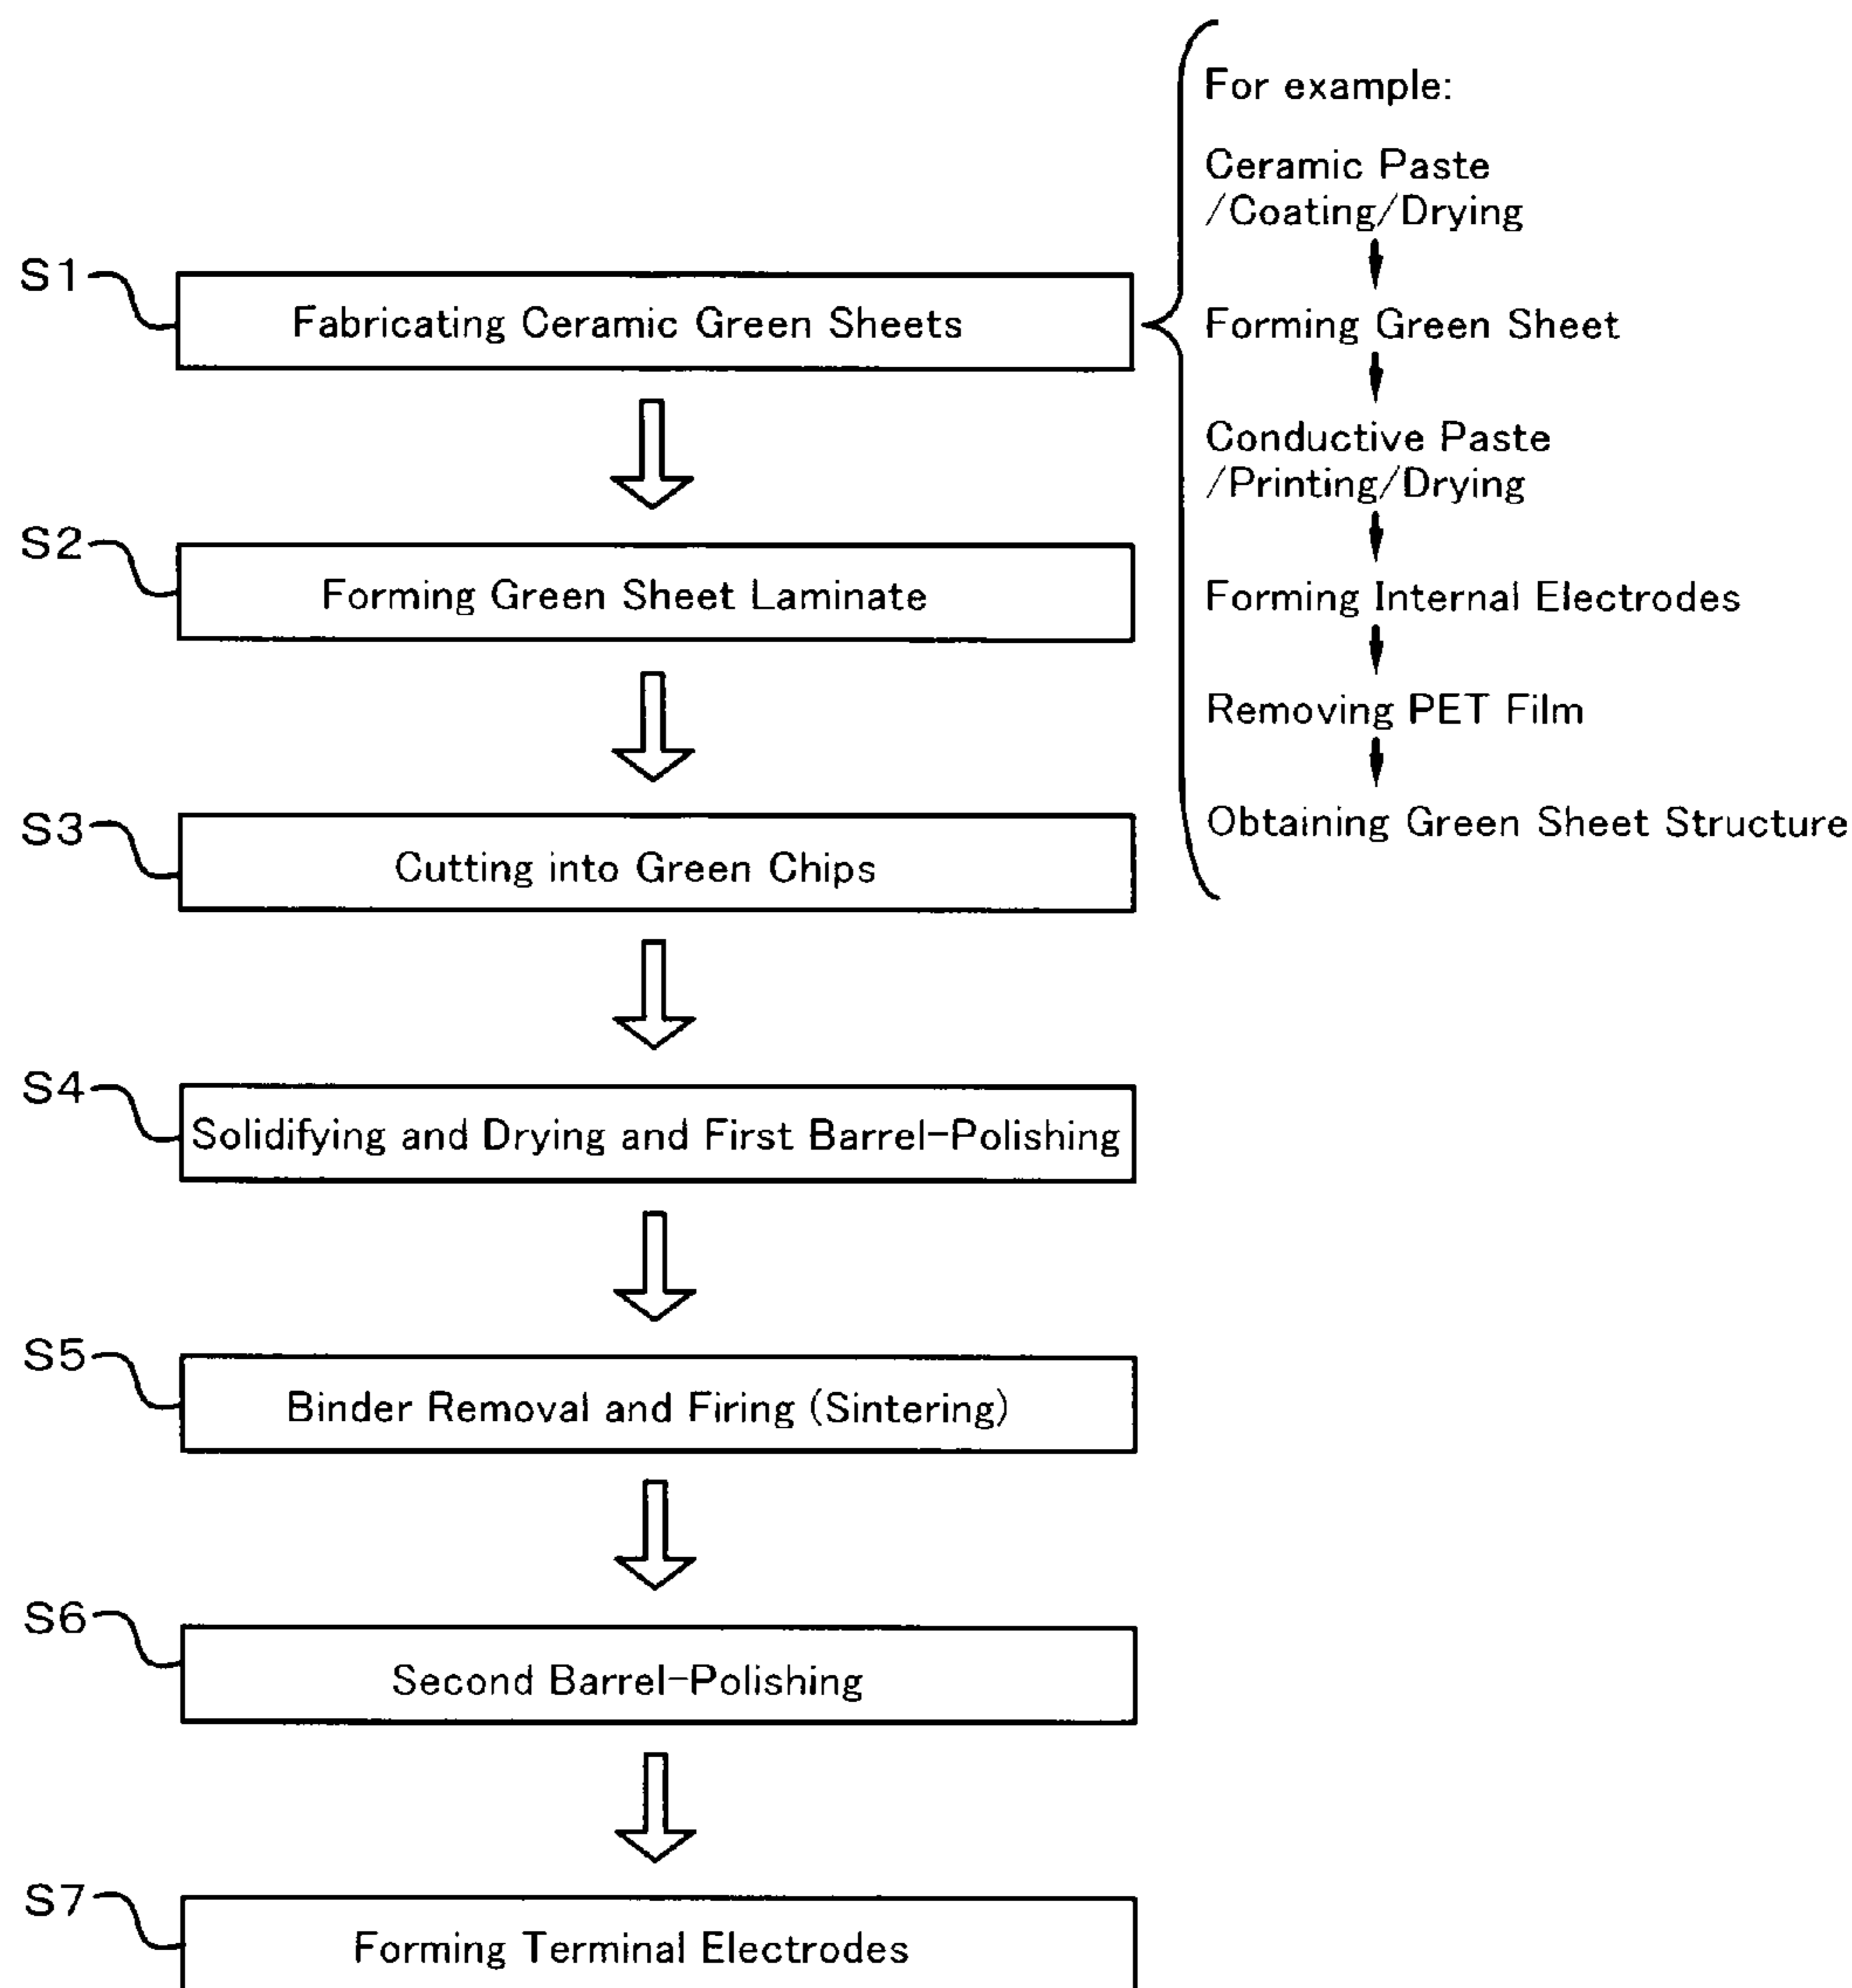 S1
Fabricating Ceramic Green Sheets
For example:
Ceramic Paste
/Coating/Drying
Forming Green Sheet
Conductive Paste
/Printing/Drying
Forming Internal Electrodes
Removing PET Film
Obtaining Green Sheet Structure
S2
Forming Green Sheet Laminate
S3
Cutting into Green Chips
S4
Solidifying and Drying and First Barrel-Polishing
S5
Binder Removal and Firing (Sintering)
S6
Second Barrel-Polishing
S7
Forming Terminal Electrodes